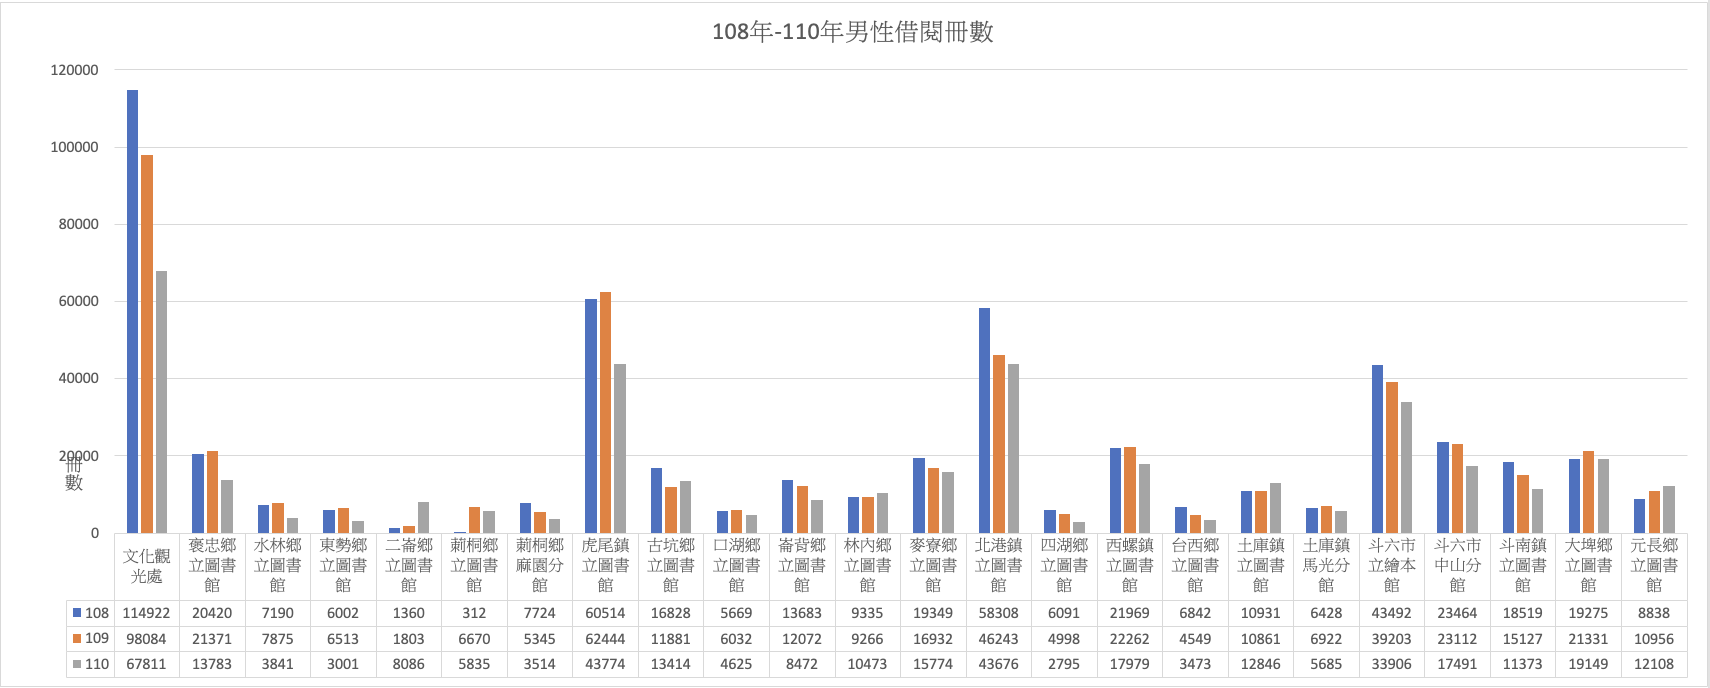 108年-110年男性借閱冊數
120000
100000
80000
60000
40000
20000
0
冊數
文化觀光處 褒忠鄉立圖書館 水林鄉立圖書館 東勢鄉立圖書館 二崙鄉立圖書館 莿桐鄉立圖書館 莿桐鄉麻園分館 虎尾鎮立圖書館 古坑鄉立圖書館 口湖鄉立圖書館 崙背鄉立圖書館 林內鄉立圖書館 麥寮鄉立圖書館 北港鎮立圖書館 四湖鄉立圖書館 西螺鎮立圖書館 台西鄉立圖書館 土庫鎮立圖書館 土庫鎮馬光分館 斗六市立繪本館 斗六市中山分館 斗南鎮立圖書館 大埤鄉立圖書館 元長鄉立圖書館
108 114922 20420 7190 6002 1360 312 7724 60514 16828 5669 13683 9335 19349 58308 6091 21969 6842 10931 6428 43492 23464 18519 19275 8838
109 98084 21371 7875 6513 1803 6670 5345 62444 11881 6032 12072 9266 16932 46243 4998 22262 4549 10861 6922 39203 23112 15127 21331 10956
110 67811 13783 3841 3001 8086 5835 3514 43774 13414 4625 8472 10473 15774 43676 2795 17979 3473 12846 5685 33906 17491 11373 19149 12108